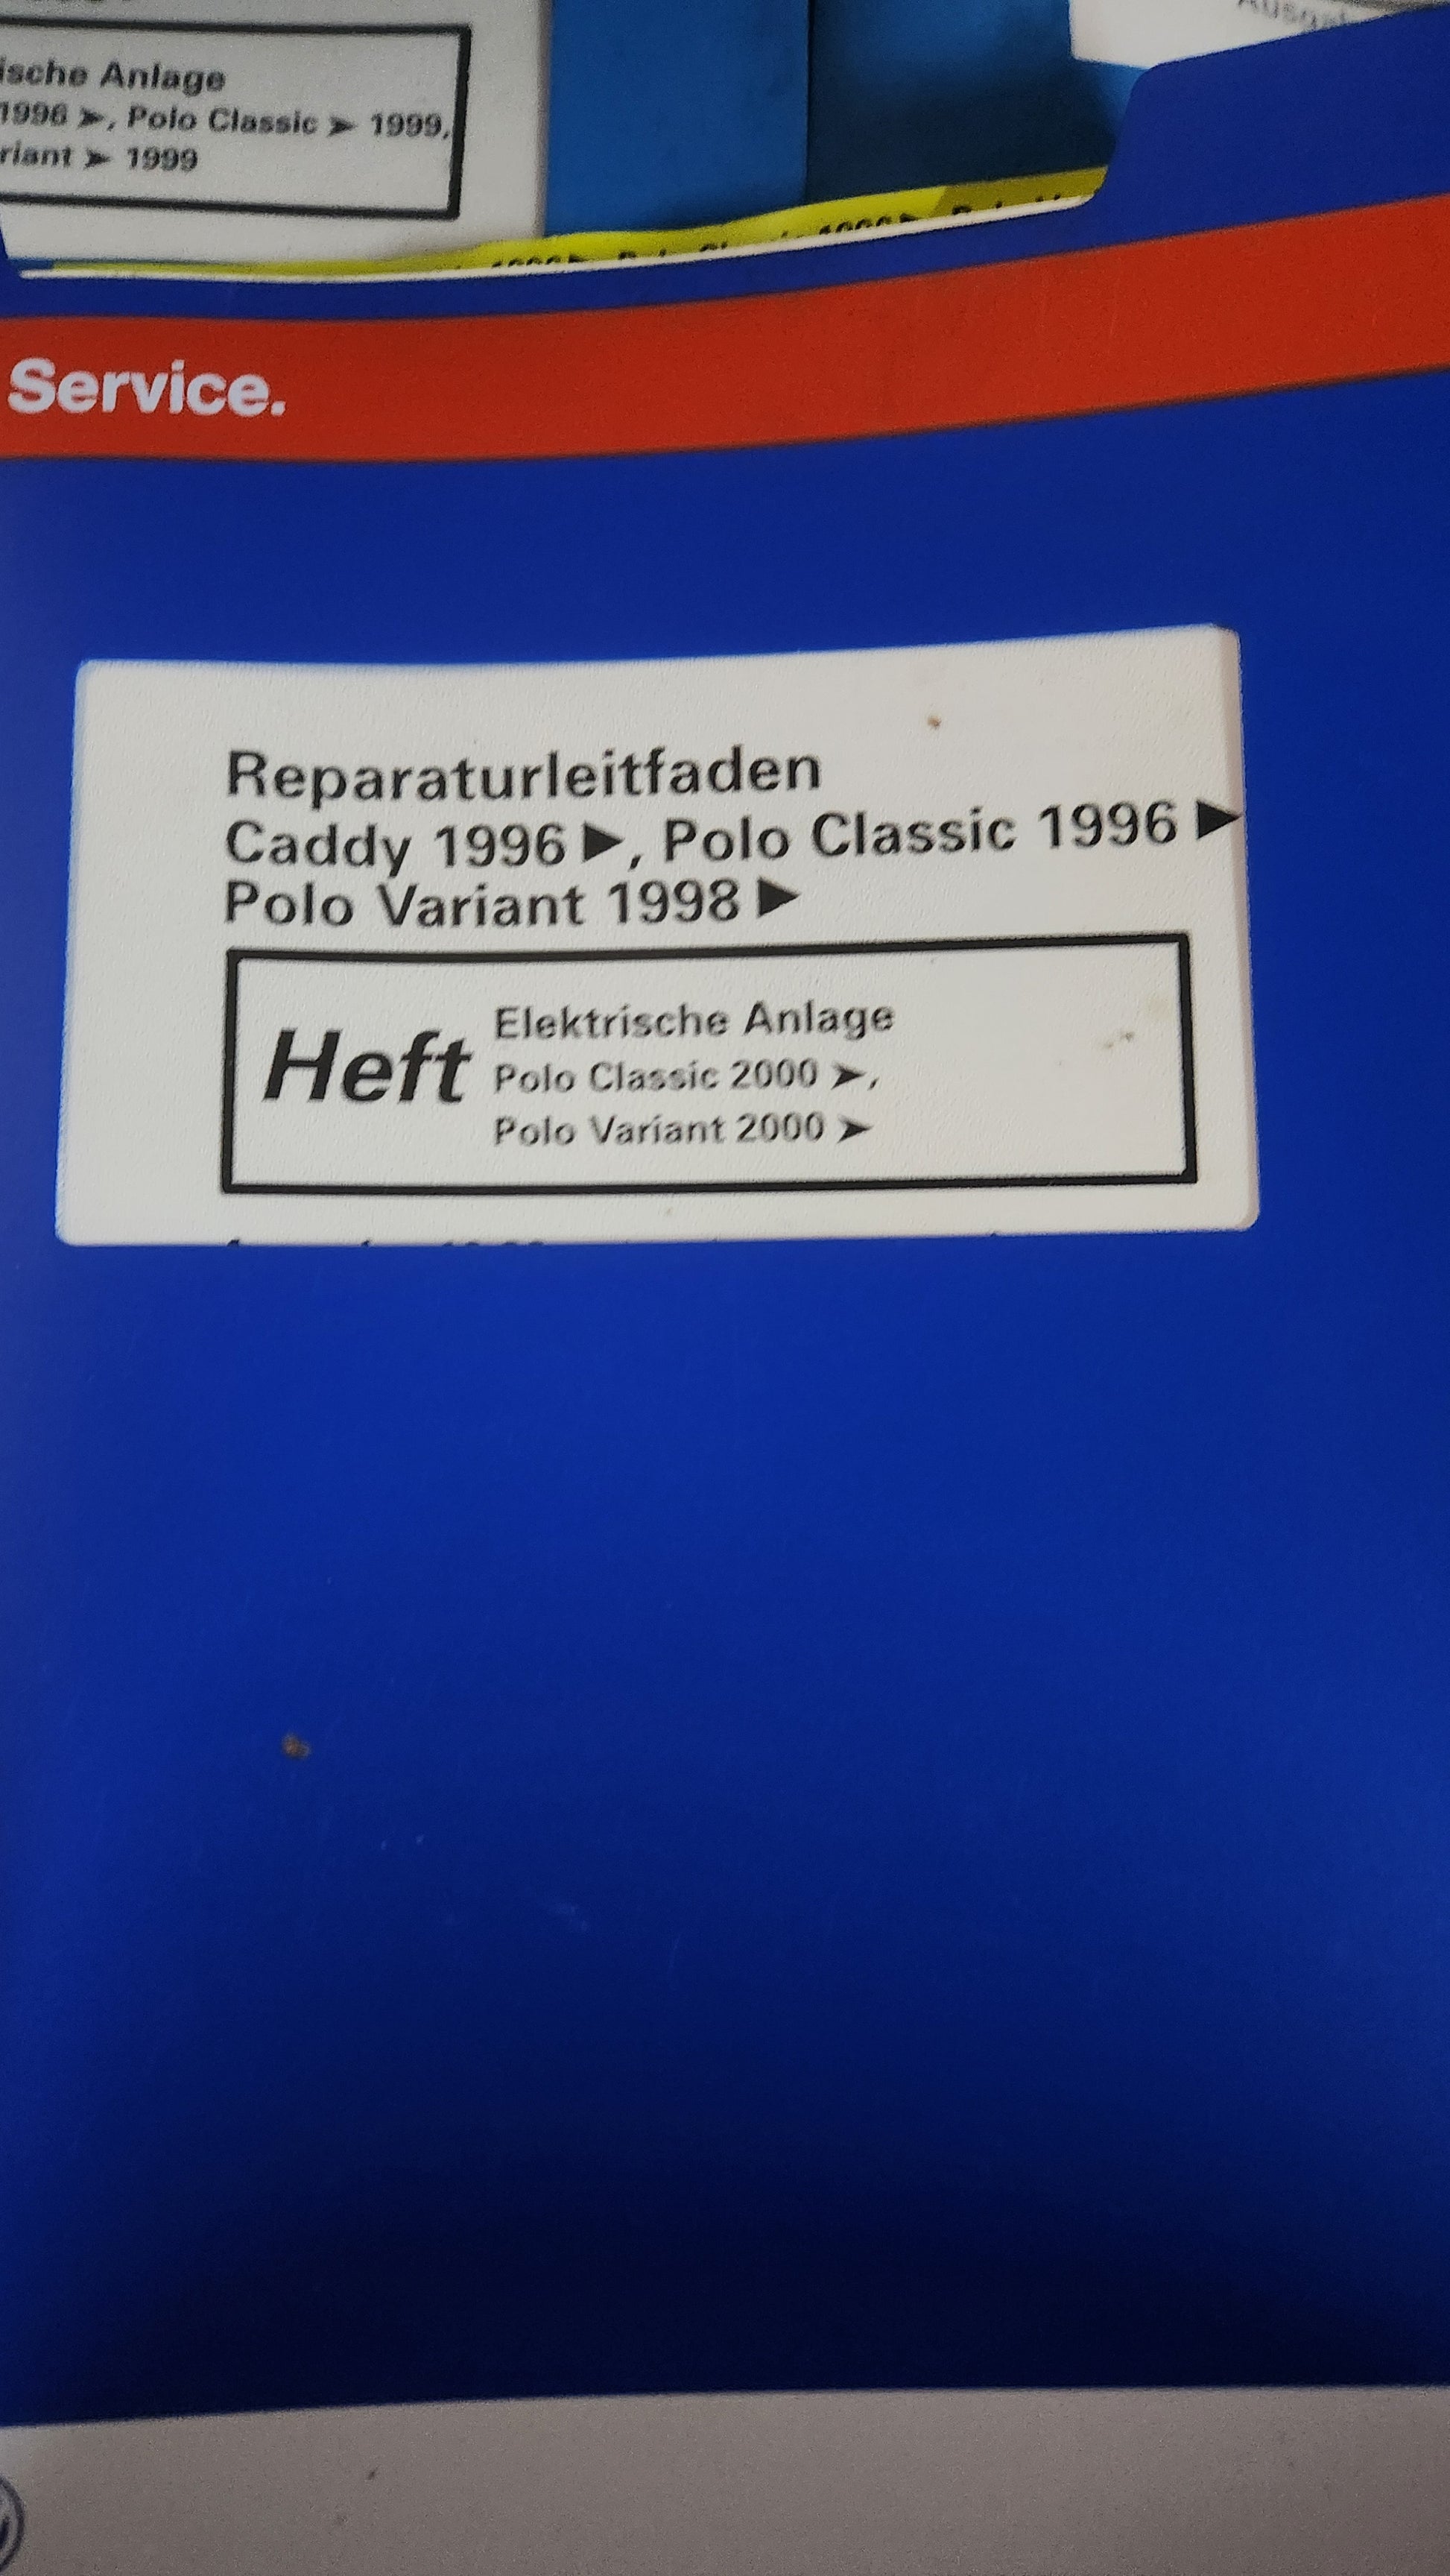 ische Anlage
1996 ➤, Polo Classic ➤ 1999,
riant ➤ 1999
Service.
Reparaturleitfaden
Caddy 1996 ►, Polo Classic 1996 ►
Polo Variant 1998 ►
Heft
Elektrische Anlage
Polo Classic 2000 ➤,
Polo Variant 2000 ➤